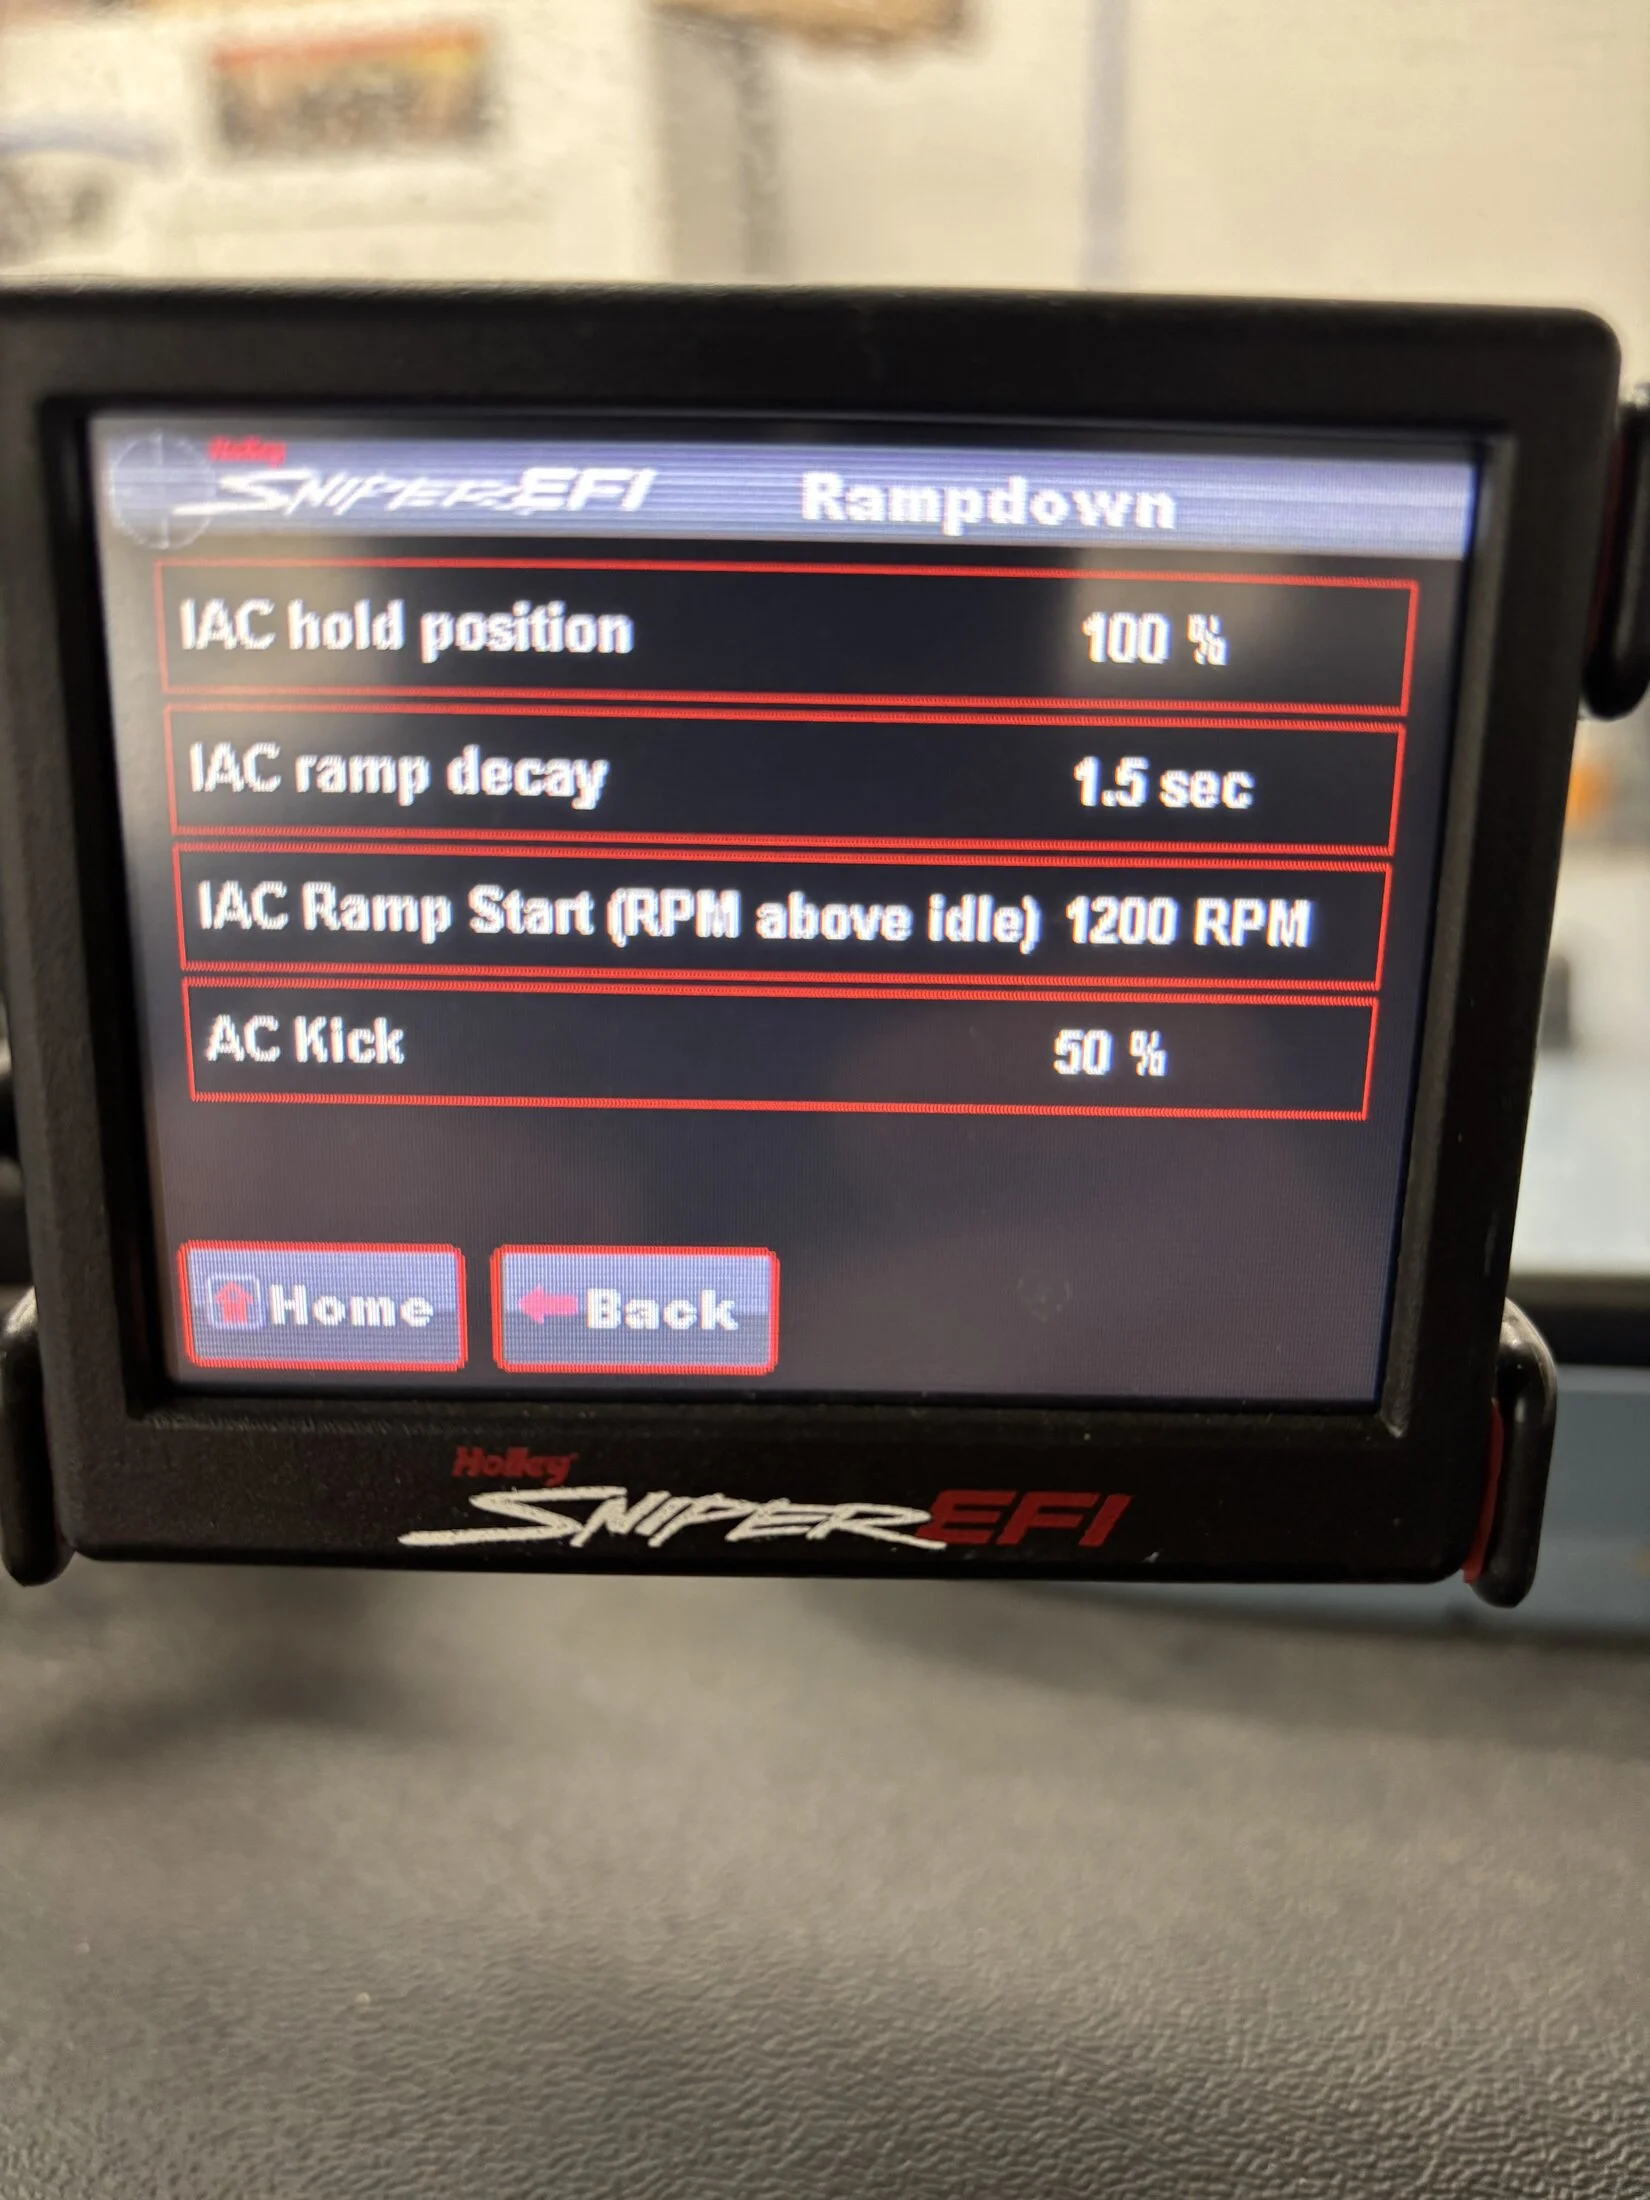 Holley
SNIPER EFI Rampdown
IAC hold position 100 %
IAC ramp decay 1.5 sec
IAC Ramp Start (RPM above idle) 1200 RPM
AC Kick 50 %
Home Back
Holley
SNIPER EFI